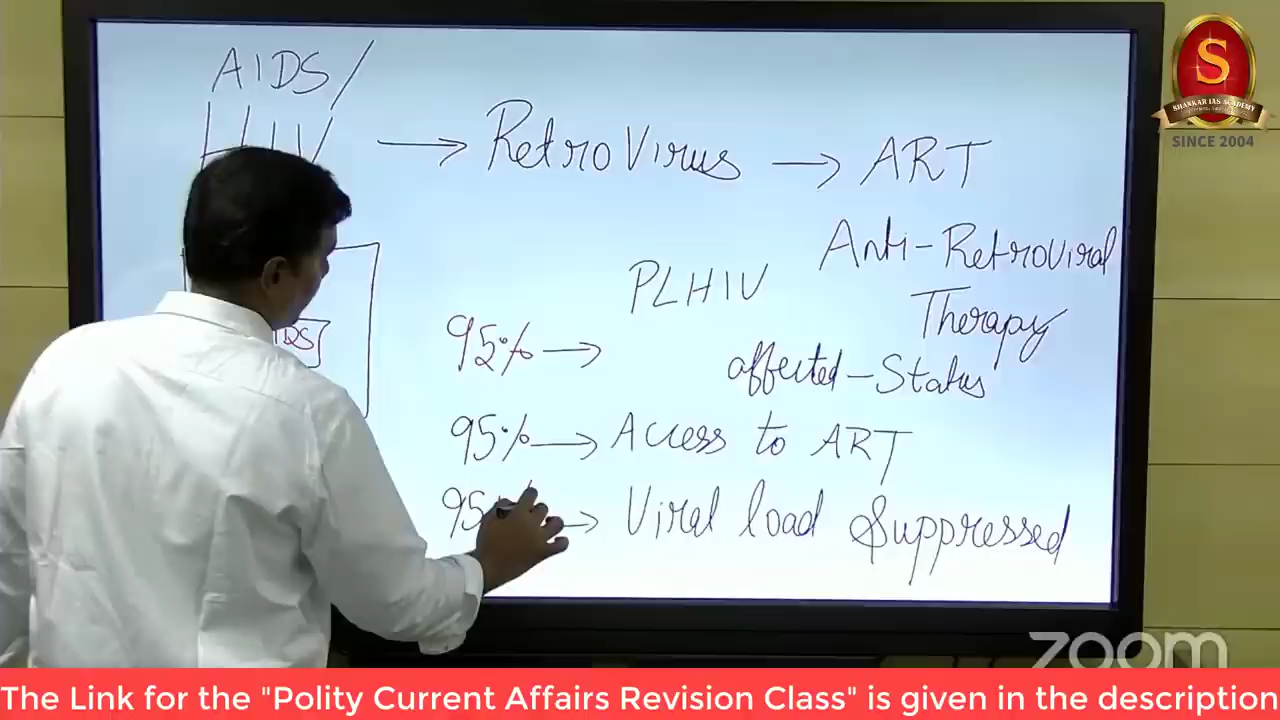 AIDS/
HIV → RetroVirus → ART
Anti-Retroviral
Therapy
PLHIV
95% →
affected-Status
95% → Access to ART
95% → Viral load Suppressed
S
SHANKAR IAS ACADEMY
SINCE 2004
zoom
The Link for the "Polity Current Affairs Revision Class" is given in the description